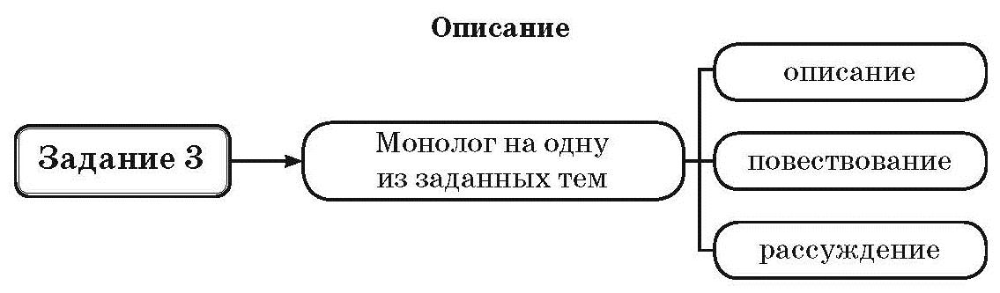 Описание
Задание 3
Монолог на одну
из заданных тем
описание
повествование
рассуждение